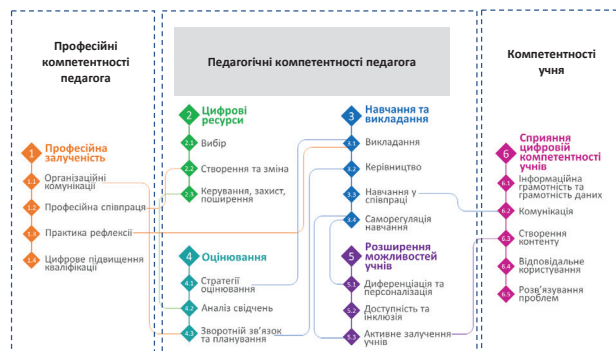 Професійні
компетентності
педагога
Педагогічні компетентності педагога
Компетентності
учня
1
Професійна
залученість
1.1
Організаційні
комунікації
1.2
Професійна співпраця
1.3
Практика рефлексії
1.4
Цифрове підвищення
кваліфікації
2
Цифрові
ресурси
2.1
Вибір
2.2
Створення та зміна
2.3
Керування, захист,
поширення
3
Навчання та
викладання
3.1
Викладання
3.2
Керівництво
3.3
Навчання у
співпраці
3.4
Саморегуляція
навчання
4
Оцінювання
4.1
Стратегії
оцінювання
4.2
Аналіз свідчень
4.3
Зворотній зв'язок
та планування
5
Розширення
можливостей
учнів
5.1
Диференціація та
персоналізація
5.2
Доступність та
інклюзія
5.3
Активне залучення
учнів
6
Сприяння
цифровій
компетентності
учнів
6.1
Інформаційна
грамотність та
грамотність даних
6.2
Комунікація
6.3
Створення
контенту
6.4
Відповідальне
користування
6.5
Розв'язування
проблем